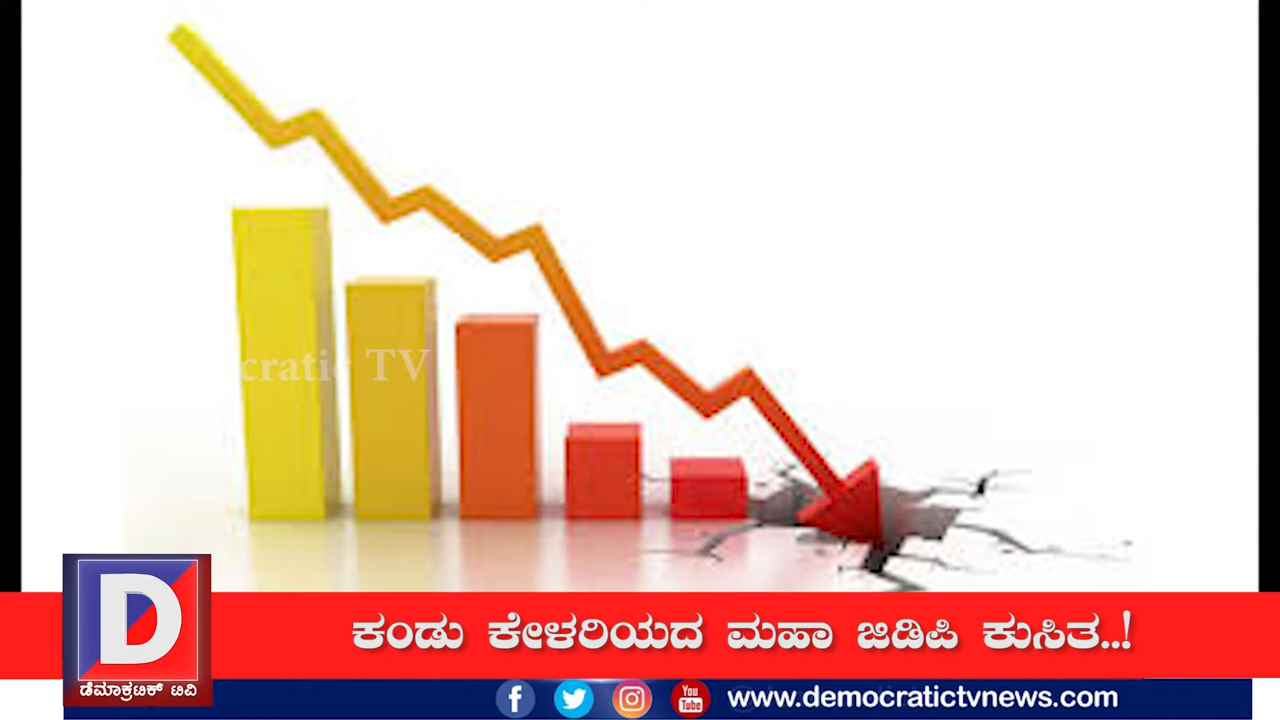 cratic TV
ಕಂಡು ಕೇಳರಿಯದ ಮಹಾ ಜಿಡಿಪಿ ಕುಸಿತ..!
D
ಡೆಮಾಕ್ರಟಿಕ್ ಟಿವಿ
f
You
Tube
www.democratictvnews.com